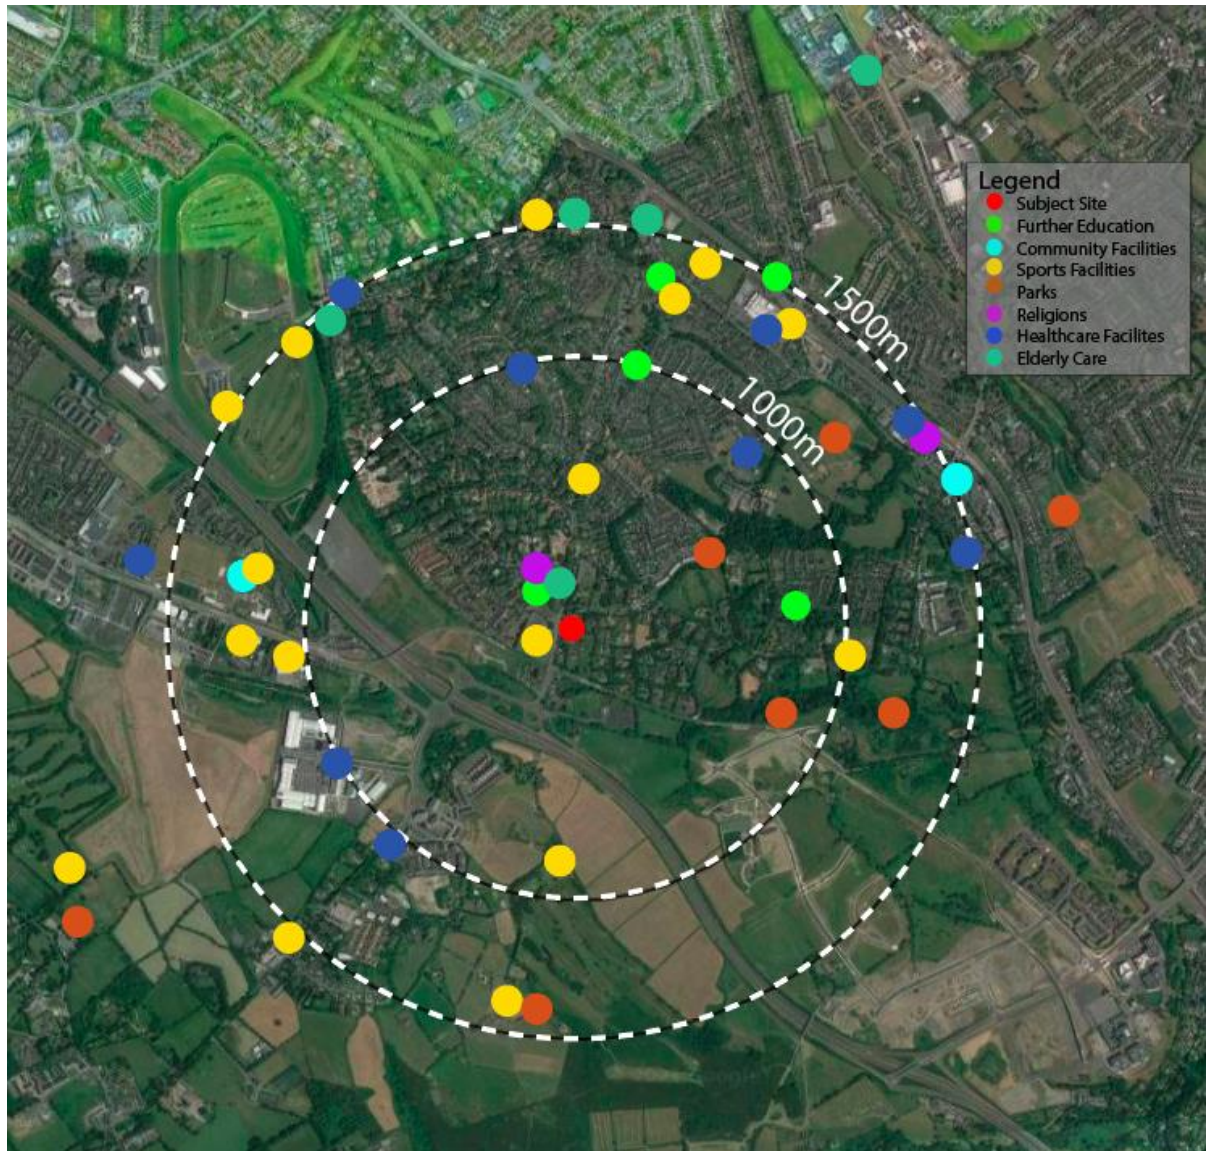 Legend
Subject Site
Further Education
Community Facilities
Sports Facilities
Parks
Religions
Healthcare Facilites
Elderly Care
1500m
1000m